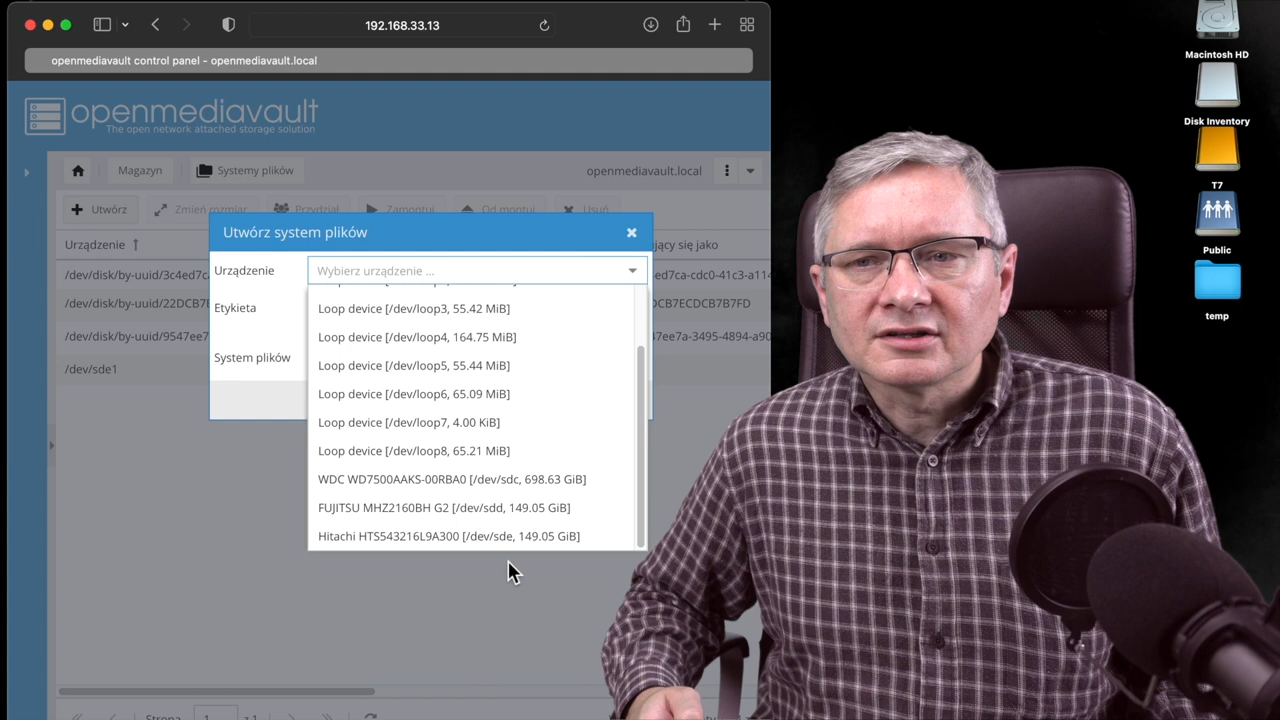 192.168.33.13
openmediavault control panel – openmediavault.local
openmediavault
The open network attached storage solution
Magazyn
Systemy plików
openmediavault.local
Utwórz
Zmień rozmiar
Przydział
Zamontuj
Od montuj
Usuń
Urządzenie
jący się jako
/dev/disk/by-uuid/3c4ed7c
ed7ca-cdc0-41c3-a114
/dev/disk/by-uuid/22DCB7
CB7ECDCB7B7FD
/dev/disk/by-uuid/9547ee7
47ee7a-3495-4894-a90
/dev/sde1
Utwórz system plików
Urządzenie
Wybierz urządzenie ...
Etykieta
System plików
Loop device [/dev/loop3, 55.42 MiB]
Loop device [/dev/loop4, 164.75 MiB]
Loop device [/dev/loop5, 55.44 MiB]
Loop device [/dev/loop6, 65.09 MiB]
Loop device [/dev/loop7, 4.00 KiB]
Loop device [/dev/loop8, 65.21 MiB]
WDC WD7500AAKS-00RBA0 [/dev/sdc, 698.63 GiB]
FUJITSU MHZ2160BH G2 [/dev/sdd, 149.05 GiB]
Hitachi HTS543216L9A300 [/dev/sde, 149.05 GiB]
Strona 1 z 1
Macintosh HD
Disk Inventory
T7
Public
temp